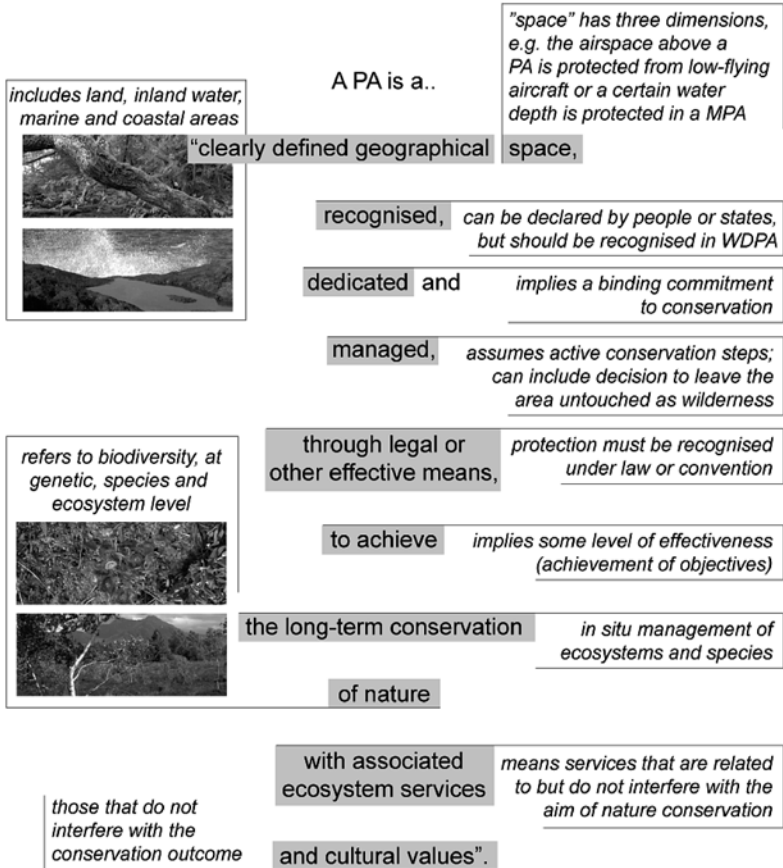 A PA is a..
"space" has three dimensions,
e.g. the airspace above a
PA is protected from low-flying
aircraft or a certain water
depth is protected in a MPA
includes land, inland water,
marine and coastal areas
“clearly defined geographical space,
recognised,
can be declared by people or states,
but should be recognised in WDPA
dedicated and
implies a binding commitment
to conservation
managed,
assumes active conservation steps;
can include decision to leave the
area untouched as wilderness
through legal or
other effective means,
protection must be recognised
under law or convention
refers to biodiversity, at
genetic, species and
ecosystem level
to achieve
implies some level of effectiveness
(achievement of objectives)
the long-term conservation
in situ management of
ecosystems and species
of nature
with associated
ecosystem services
means services that are related
to but do not interfere with the
aim of nature conservation
those that do not
interfere with the
conservation outcome
and cultural values”.